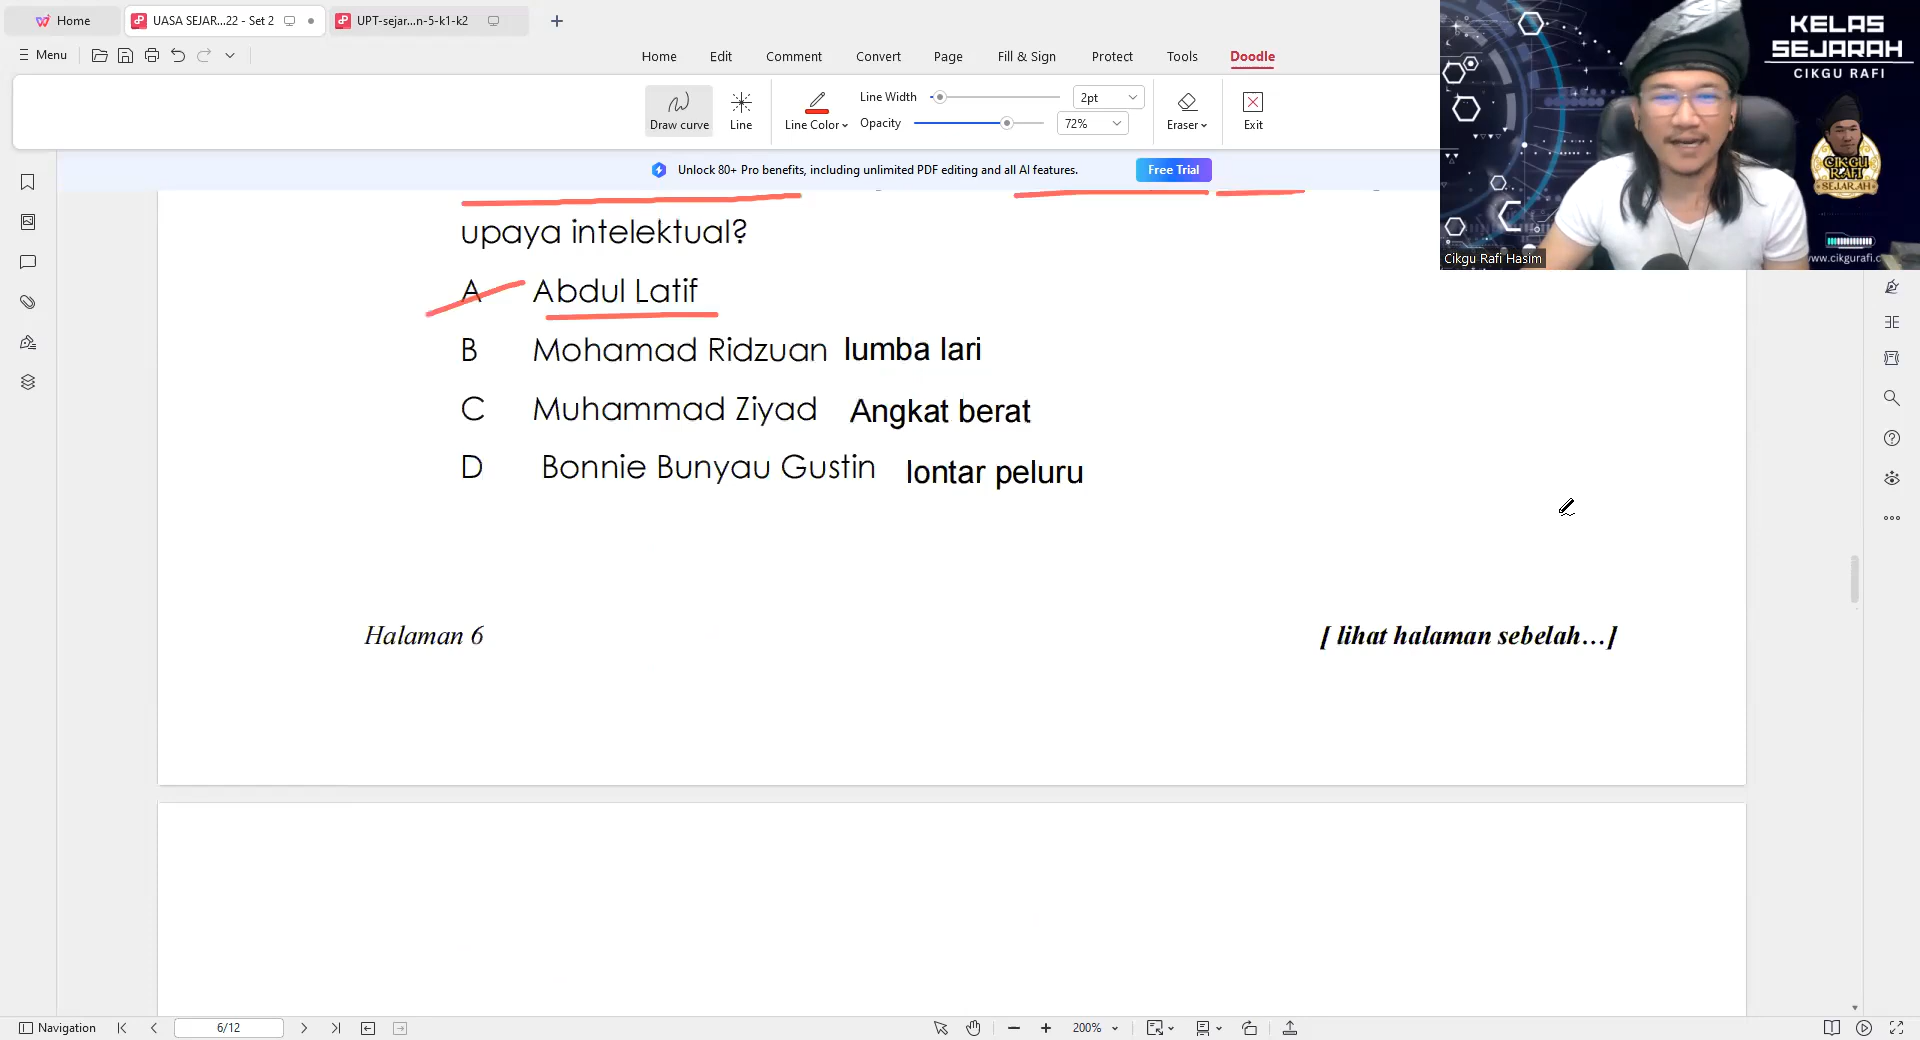 Home
UASA SEJAR...22 - Set 2
UPT-sejar...n-5-k1-k2
Menu
Home Edit Comment Convert Page Fill & Sign Protect Tools Doodle
Draw curve
Line
Line Color
Line Width
2pt
Opacity
72%
Eraser
Exit
Unlock 80+ Pro benefits, including unlimited PDF editing and all AI features.
Free Trial
KELAS
SEJARAH
CIKGU RAFI
CIKGU
RAFI
SEJARAH
Cikgu Rafi Hasim
upaya intelektual?
A Abdul Latif
B Mohamad Ridzuan lumba lari
C Muhammad Ziyad Angkat berat
D Bonnie Bunyau Gustin lontar peluru
Halaman 6
[ lihat halaman sebelah...]
Navigation
6/12
200%